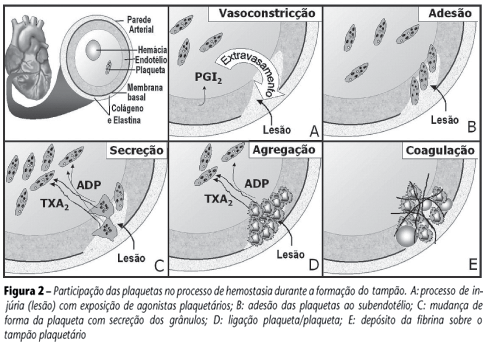 Parede
Arterial
Hemácia
Endotélio
Plaqueta
Membrana
basal
Colágeno
e Elastina
Vasoconstricção
Extravasamento
PGI2
Lesão
A
Adesão
Lesão
B
Secreção
ADP
TXA2
Lesão
C
Agregação
ADP
TXA2
Lesão
D
Coagulação
E
Figura 2 – Participação das plaquetas no processo de hemostasia durante a formação do tampão. A: processo de in-
júria (lesão) com exposição de agonistas plaquetários; B: adesão das plaquetas ao subendotélio; C: mudança de
forma da plaqueta com secreção dos grânulos; D: ligação plaqueta/plaqueta; E: depósito da fibrina sobre o
tampão plaquetário